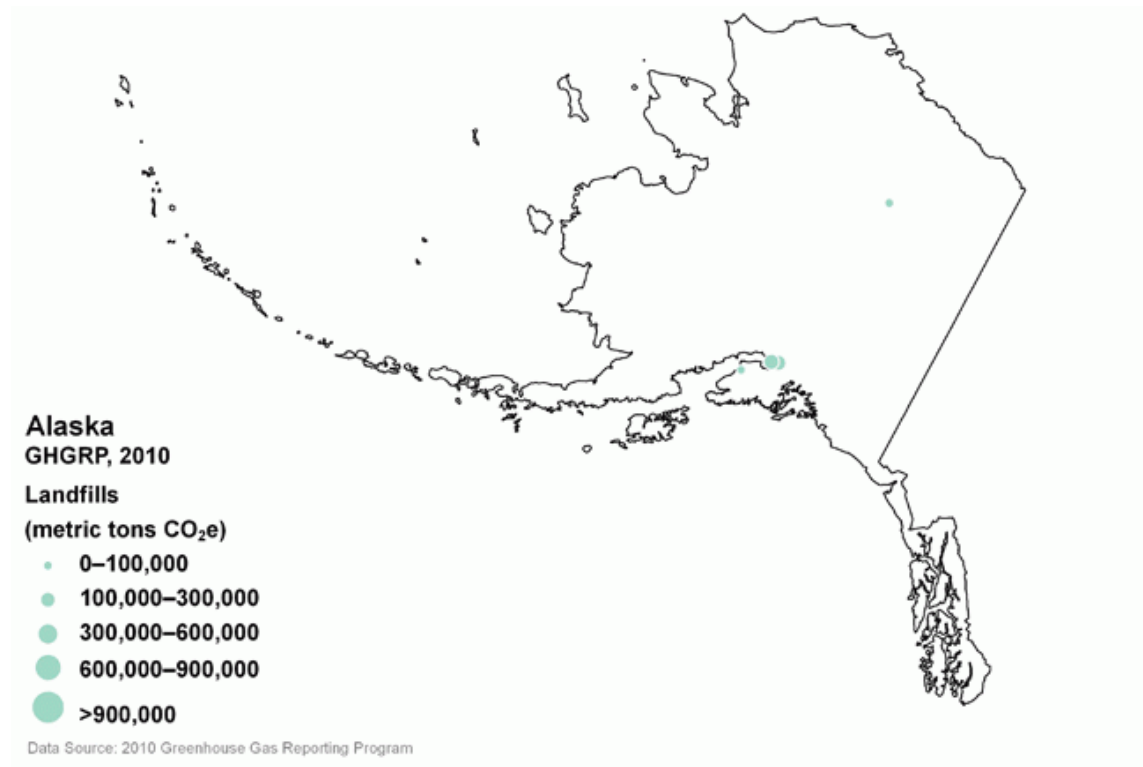 Alaska
GHGRP, 2010
Landfills
(metric tons CO₂e)
0–100,000
100,000–300,000
300,000–600,000
600,000–900,000
>900,000
Data Source: 2010 Greenhouse Gas Reporting Program